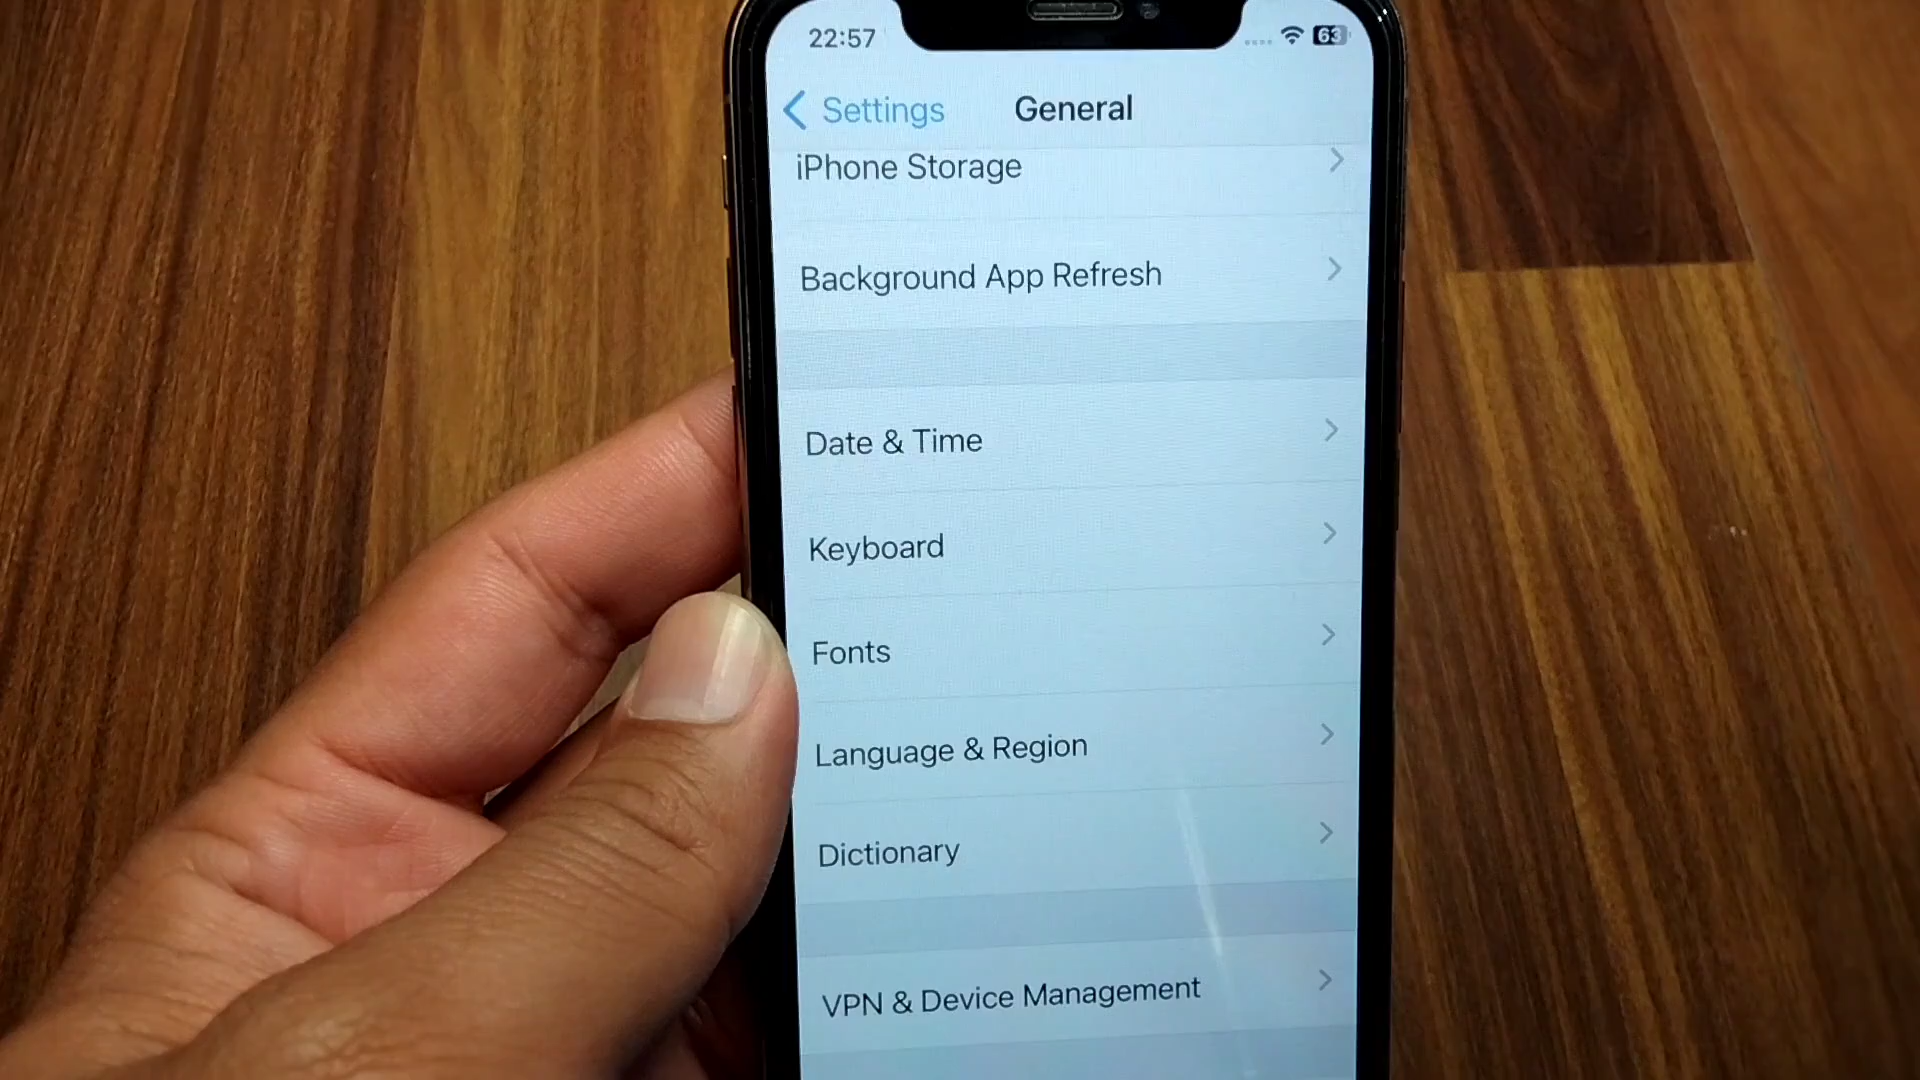 22:57
63
Settings
General
iPhone Storage
Background App Refresh
Date & Time
Keyboard
Fonts
Language & Region
Dictionary
VPN & Device Management